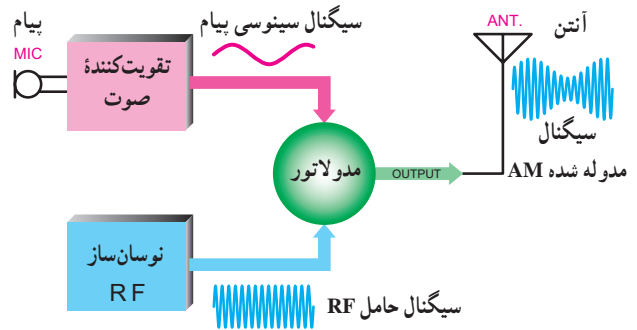 پیام
MIC
تقویت‌کنندۀ
صوت
سیگنال سینوسی پیام
ANT.
آنتن
سیگنال
مدوله شده AM
مدولاتور
OUTPUT
نوسان‌ساز
RF
سیگنال حامل RF